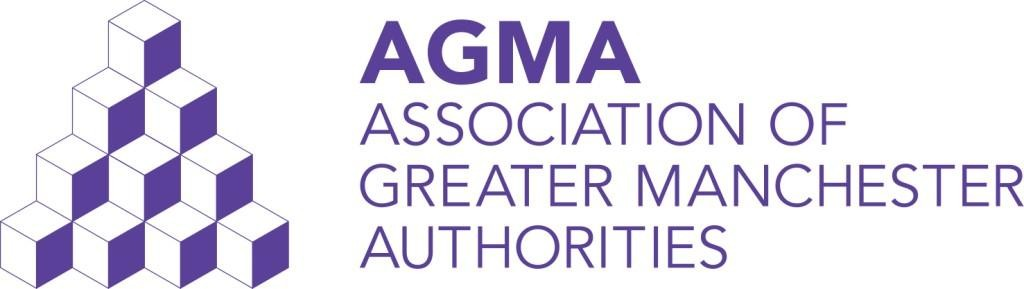 AGMA
ASSOCIATION OF
GREATER MANCHESTER
AUTHORITIES